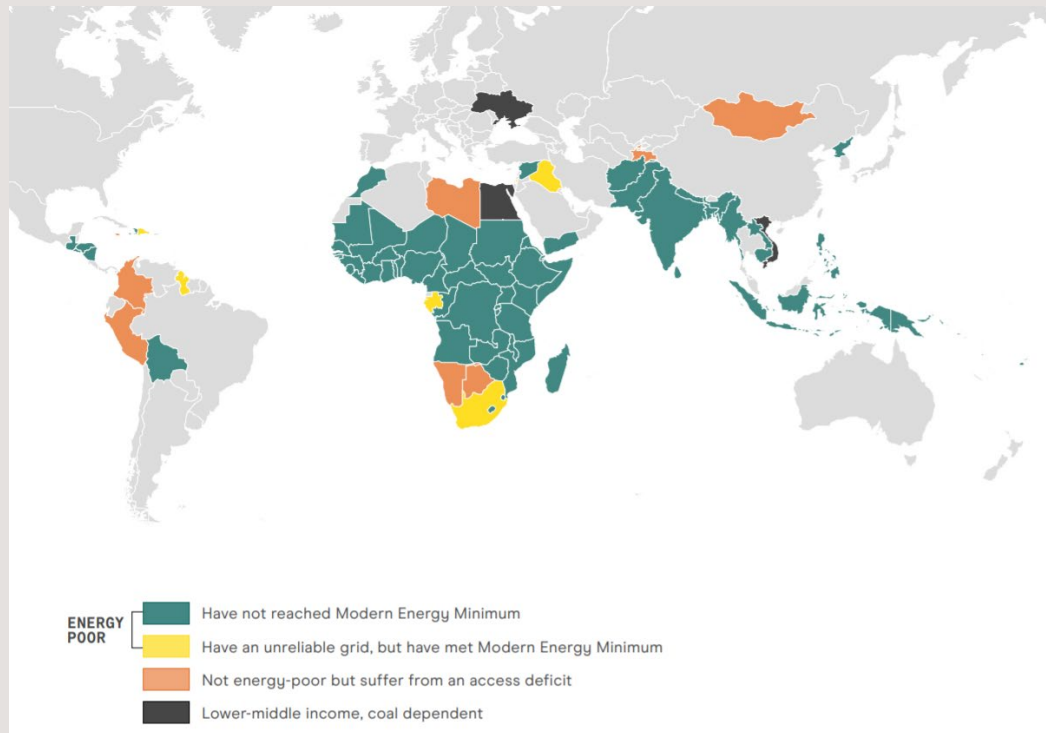 ENERGY
POOR
Have not reached Modern Energy Minimum
Have an unreliable grid, but have met Modern Energy Minimum
Not energy-poor but suffer from an access deficit
Lower-middle income, coal dependent